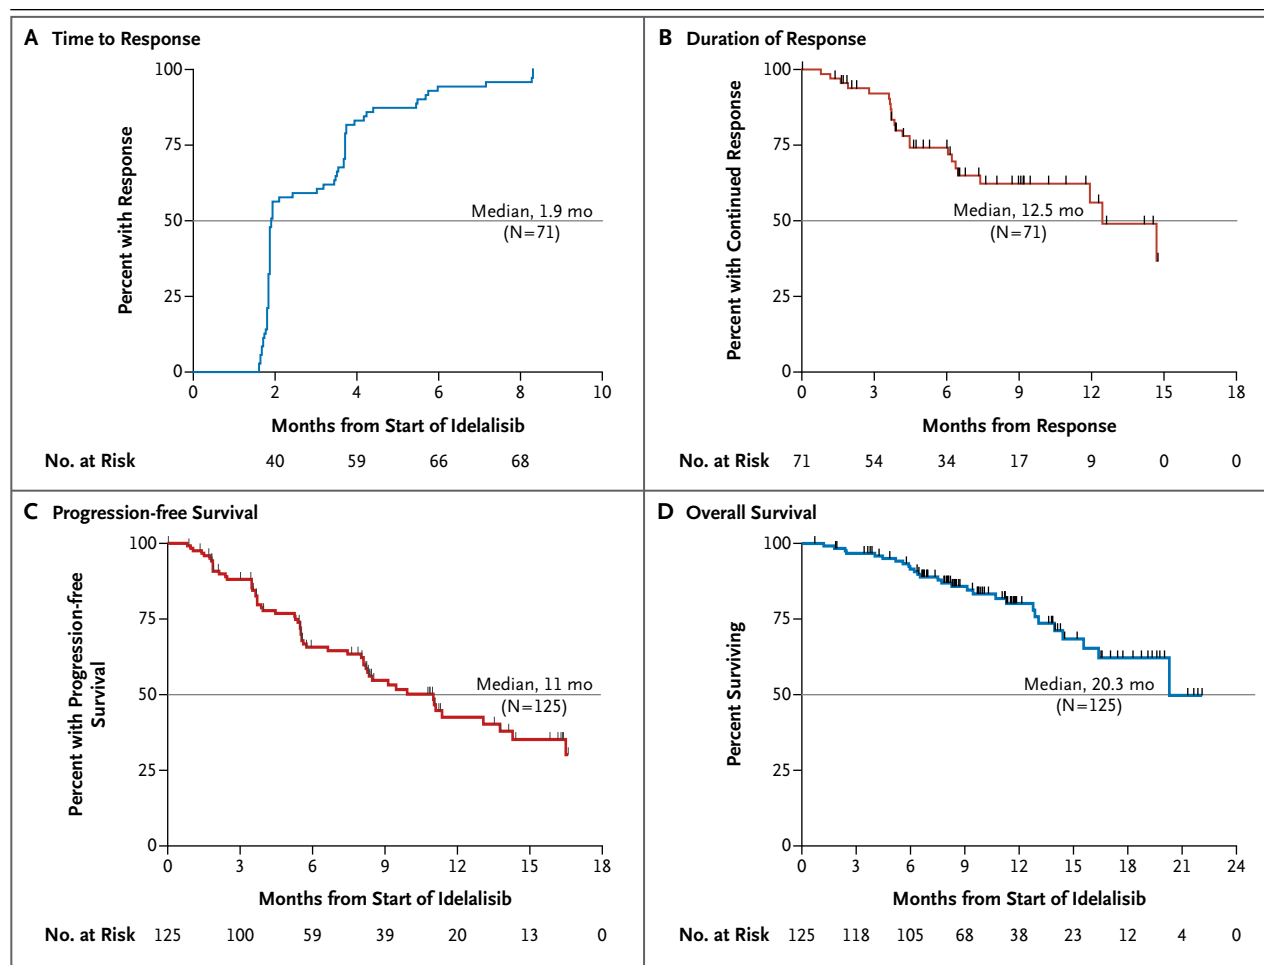 A Time to Response
Percent with Response
100
75
50
25
0
Median, 1.9 mo
(N=71)
0 2 4 6 8 10
Months from Start of Idelalisib
No. at Risk 40 59 66 68
B Duration of Response
Percent with Continued Response
100
75
50
25
0
Median, 12.5 mo
(N=71)
0 3 6 9 12 15 18
Months from Response
No. at Risk 71 54 34 17 9 0 0
C Progression-free Survival
Percent with Progression-free
Survival
100
75
50
25
0
Median, 11 mo
(N=125)
0 3 6 9 12 15 18
Months from Start of Idelalisib
No. at Risk 125 100 59 39 20 13 0
D Overall Survival
Percent Surviving
100
75
50
25
0
Median, 20.3 mo
(N=125)
0 3 6 9 12 15 18 21 24
Months from Start of Idelalisib
No. at Risk 125 118 105 68 38 23 12 4 0